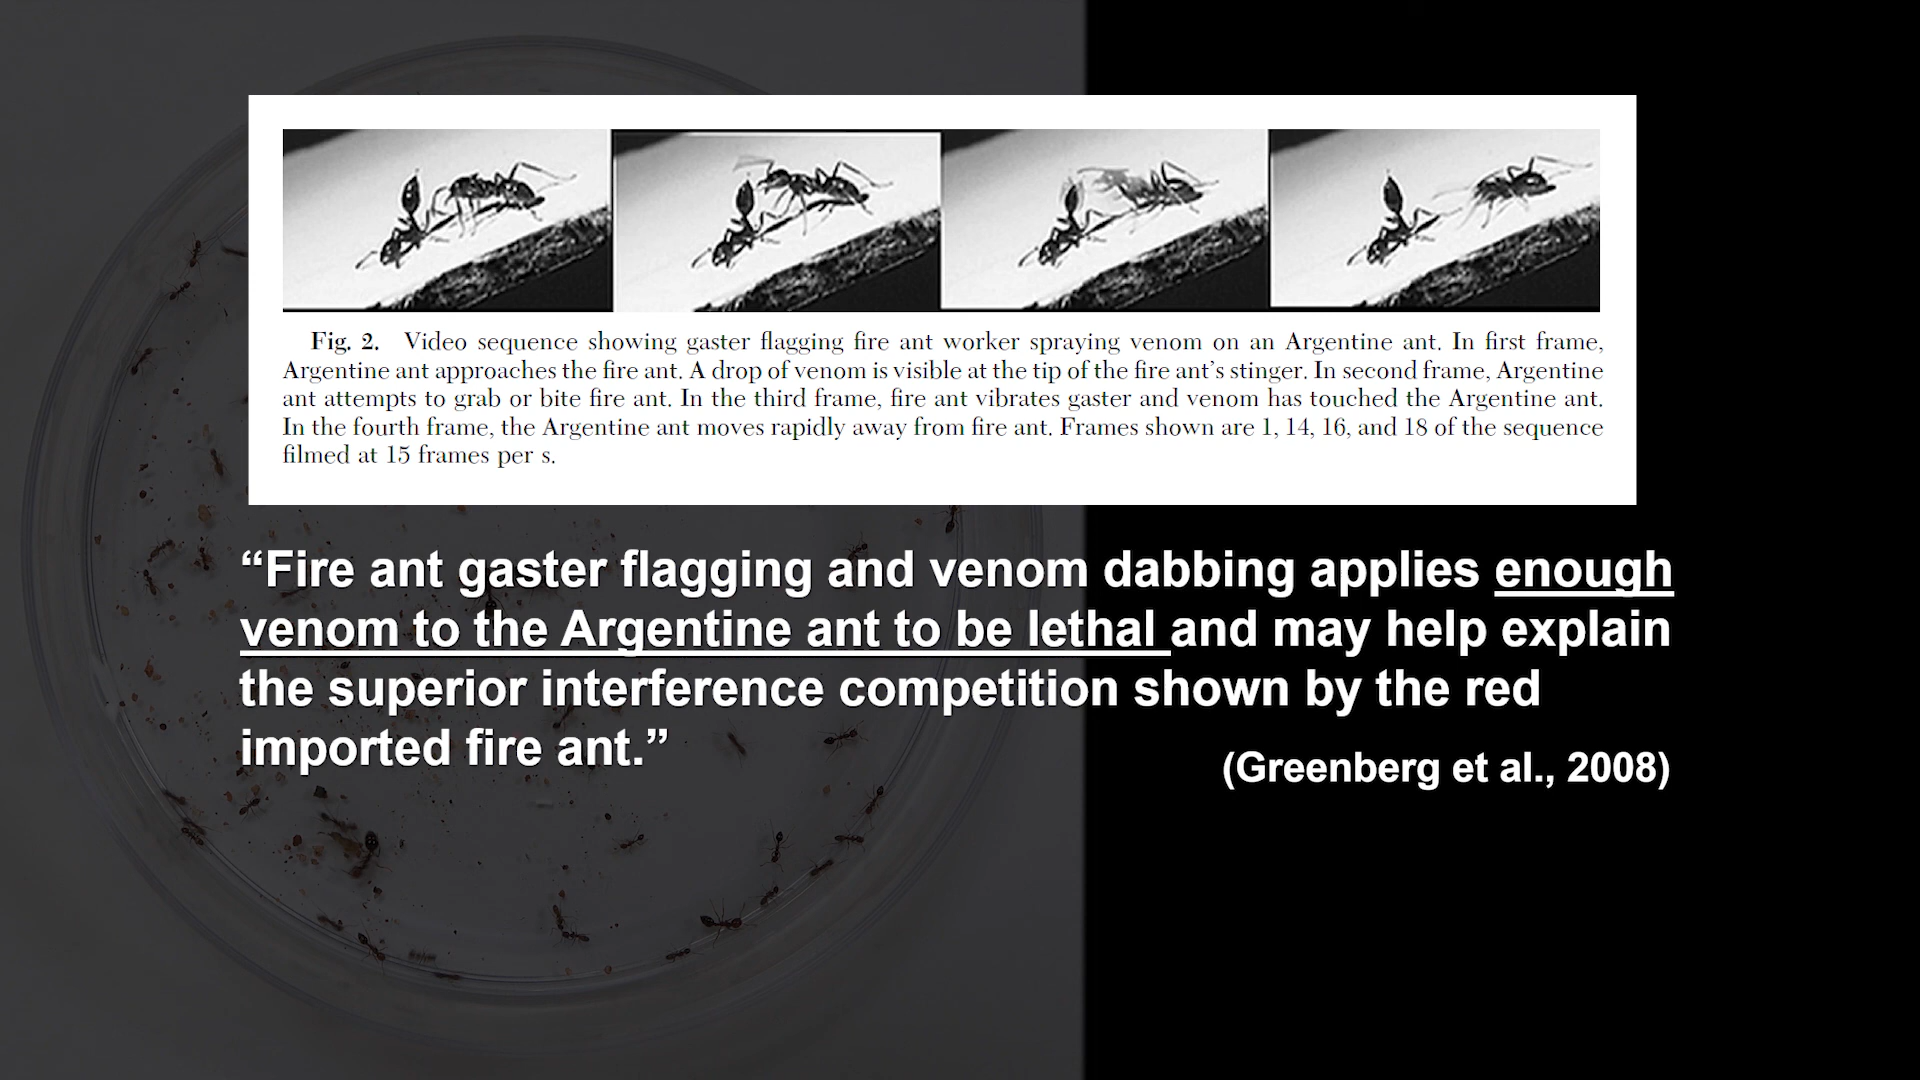 Fig. 2. Video sequence showing gaster flagging fire ant worker spraying venom on an Argentine ant. In first frame,
Argentine ant approaches the fire ant. A drop of venom is visible at the tip of the fire ant's stinger. In second frame, Argentine
ant attempts to grab or bite fire ant. In the third frame, fire ant vibrates gaster and venom has touched the Argentine ant.
In the fourth frame, the Argentine ant moves rapidly away from fire ant. Frames shown are 1, 14, 16, and 18 of the sequence
filmed at 15 frames per s.
“Fire ant gaster flagging and venom dabbing applies enough
venom to the Argentine ant to be lethal and may help explain
the superior interference competition shown by the red
imported fire ant.”
(Greenberg et al., 2008)